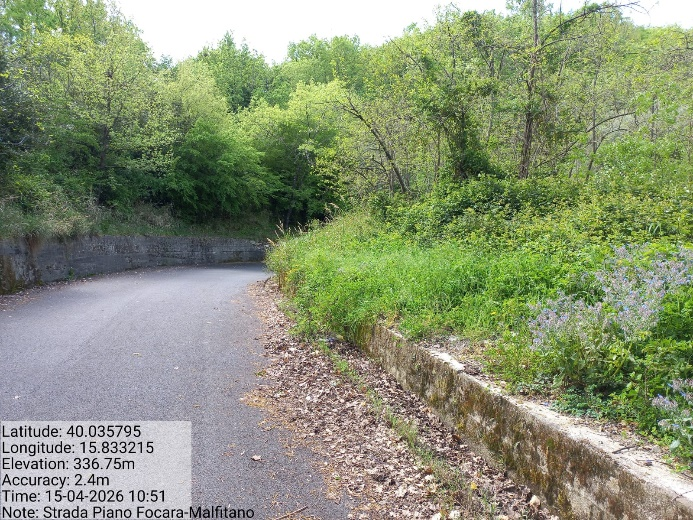 Latitude: 40.035795
Longitude: 15.833215
Elevation: 336.75m
Accuracy: 2.4m
Time: 15-04-2026 10:51
Note: Strada Piano Focara-Malfitano